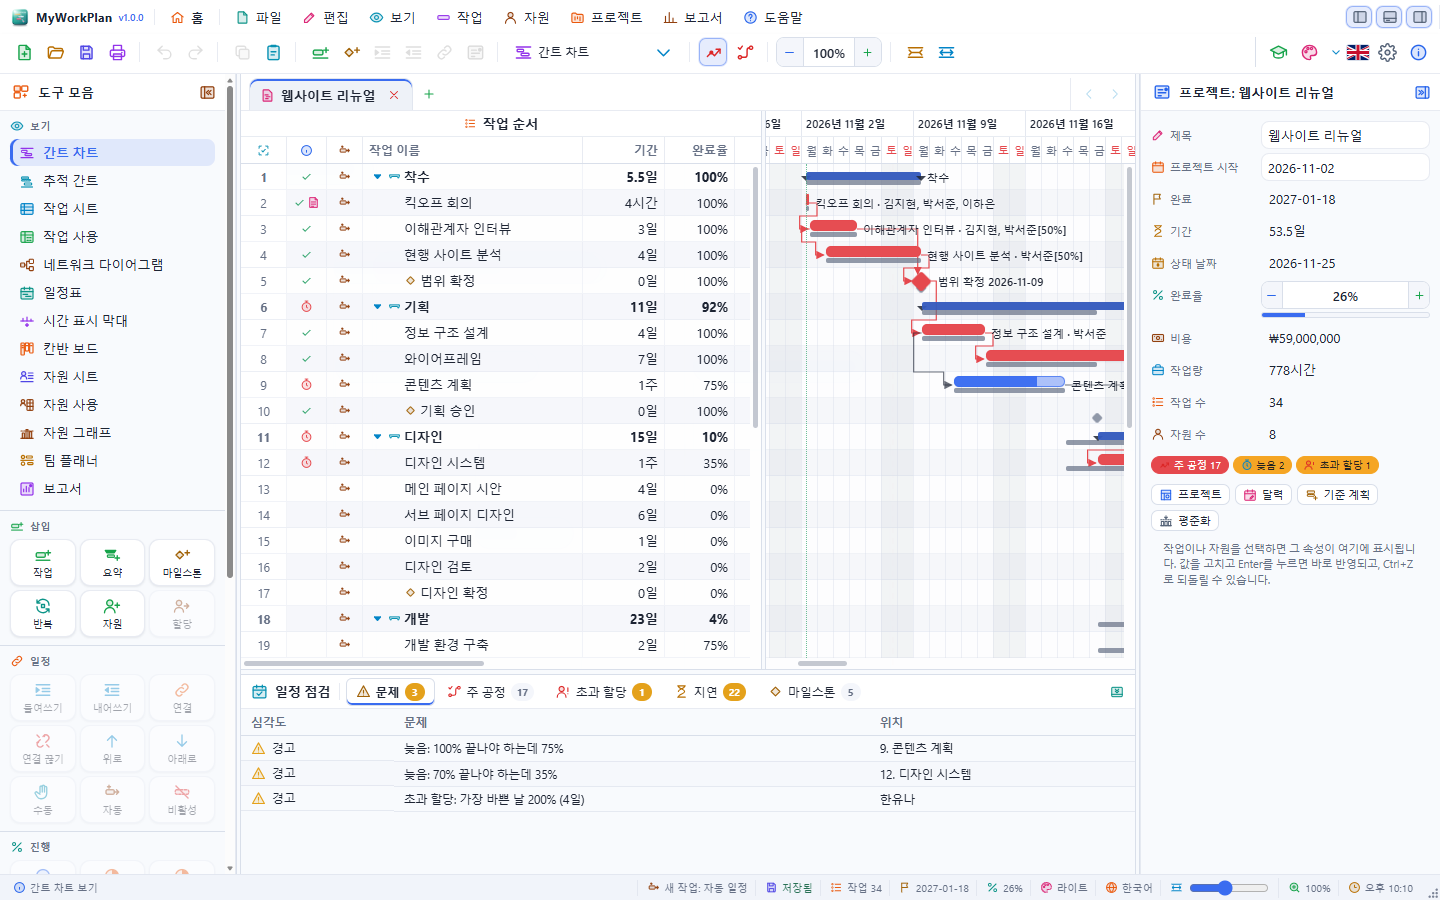 MyWorkPlan v1.0.0 홈 파일 편집 보기 작업 자원 프로젝트 보고서 도움말
간트 차트 100%
도구 모음
보기
간트 차트
추적 간트
작업 시트
작업 사용
네트워크 다이어그램
일정표
시간 표시 막대
칸반 보드
자원 시트
자원 사용
자원 그래프
팀 플래너
보고서
삽입
작업 요약 마일스톤
반복 자원 할당
일정
들여쓰기 내어쓰기 연결
연결 끊기 위로 아래로
수동 자동 비활성
진행
웹사이트 리뉴얼
작업 순서
작업 이름 기간 완료율
1 착수 5.5일 100%
2 킥오프 회의 4시간 100%
3 이해관계자 인터뷰 3일 100%
4 현행 사이트 분석 4일 100%
5 범위 확정 0일 100%
6 기획 11일 92%
7 정보 구조 설계 4일 100%
8 와이어프레임 7일 100%
9 콘텐츠 계획 1주 75%
10 기획 승인 0일 100%
11 디자인 15일 10%
12 디자인 시스템 1주 35%
13 메인 페이지 시안 4일 0%
14 서브 페이지 디자인 6일 0%
15 이미지 구매 1일 0%
16 디자인 검토 2일 0%
17 디자인 확정 0일 0%
18 개발 23일 4%
19 개발 환경 구축 2일 75%
6일 2026년 11월 2일 2026년 11월 9일 2026년 11월 16일
토 일 월 화 수 목 금 토 일 월 화 수 목 금 토 일 월 화 수 목 금 토 일
착수
킥오프 회의 · 김지현, 박서준, 이하은
이해관계자 인터뷰 · 김지현, 박서준[50%]
현행 사이트 분석 · 박서준[50%]
범위 확정 2026-11-09
정보 구조 설계 · 박서준
콘텐츠 계획
일정 점검 문제 3 주 공정 17 초과 할당 1 지연 22 마일스톤 5
심각도 문제 위치
경고 늦음: 100% 끝나야 하는데 75% 9. 콘텐츠 계획
경고 늦음: 70% 끝나야 하는데 35% 12. 디자인 시스템
경고 초과 할당: 가장 바쁜 날 200% (4일) 한유나
프로젝트: 웹사이트 리뉴얼
제목 웹사이트 리뉴얼
프로젝트 시작 2026-11-02
완료 2027-01-18
기간 53.5일
상태 날짜 2026-11-25
완료율 26%
비용 ₩59,000,000
작업량 778시간
작업 수 34
자원 수 8
주 공정 17 늦음 2 초과 할당 1
프로젝트 달력 기준 계획
평준화
작업이나 자원을 선택하면 그 속성이 여기에 표시됩니
다. 값을 고치고 Enter를 누르면 바로 반영되고, Ctrl+Z
로 되돌릴 수 있습니다.
간트 차트 보기 새 작업: 자동 일정 저장됨 작업 34 2027-01-18 26% 라이트 한국어 100% 오후 10:10